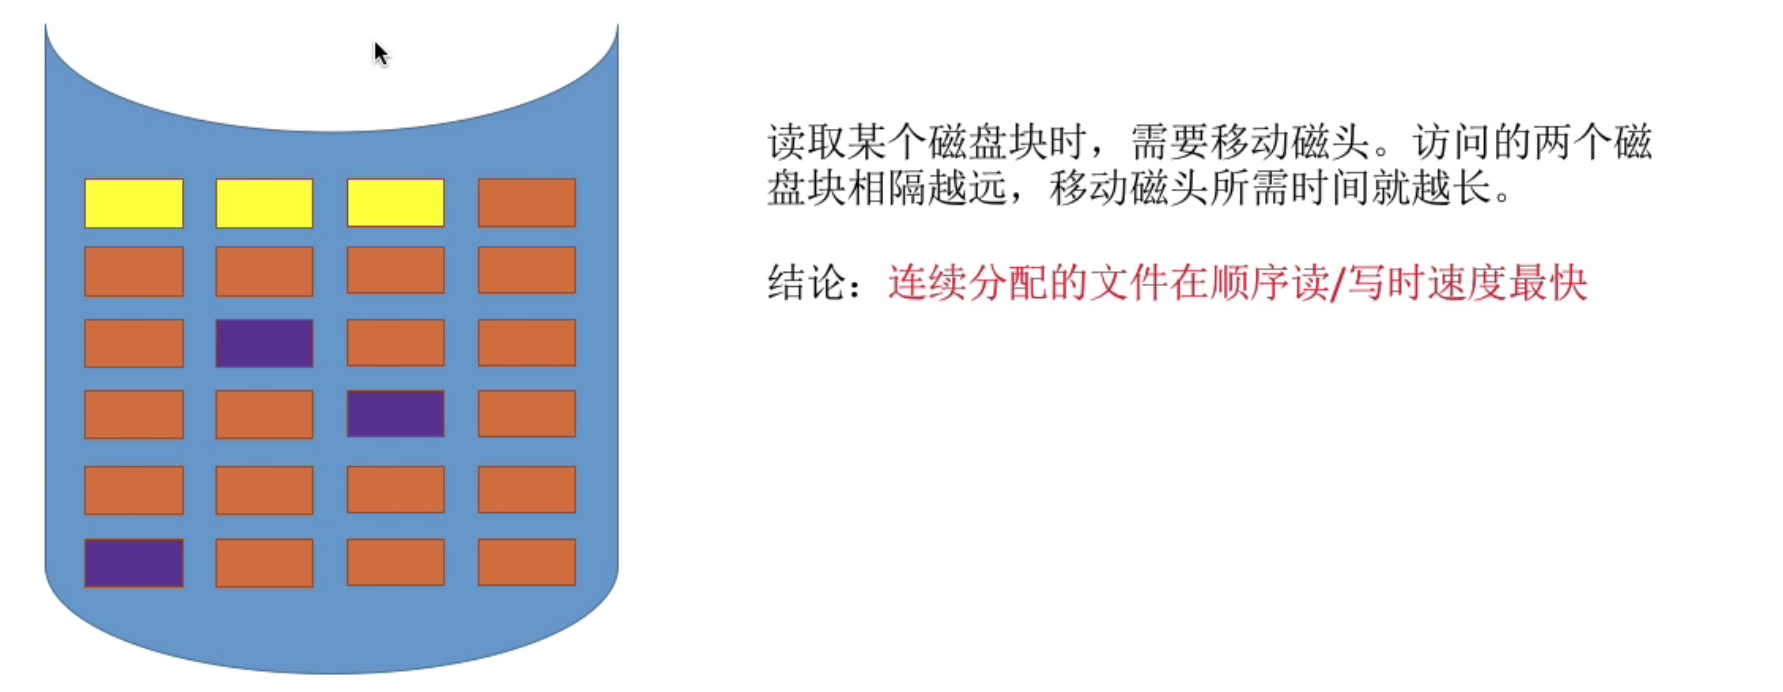 读取某个磁盘块时，需要移动磁头。访问的两个磁
盘块相隔越远，移动磁头所需时间就越长。
结论：连续分配的文件在顺序读/写时速度最快